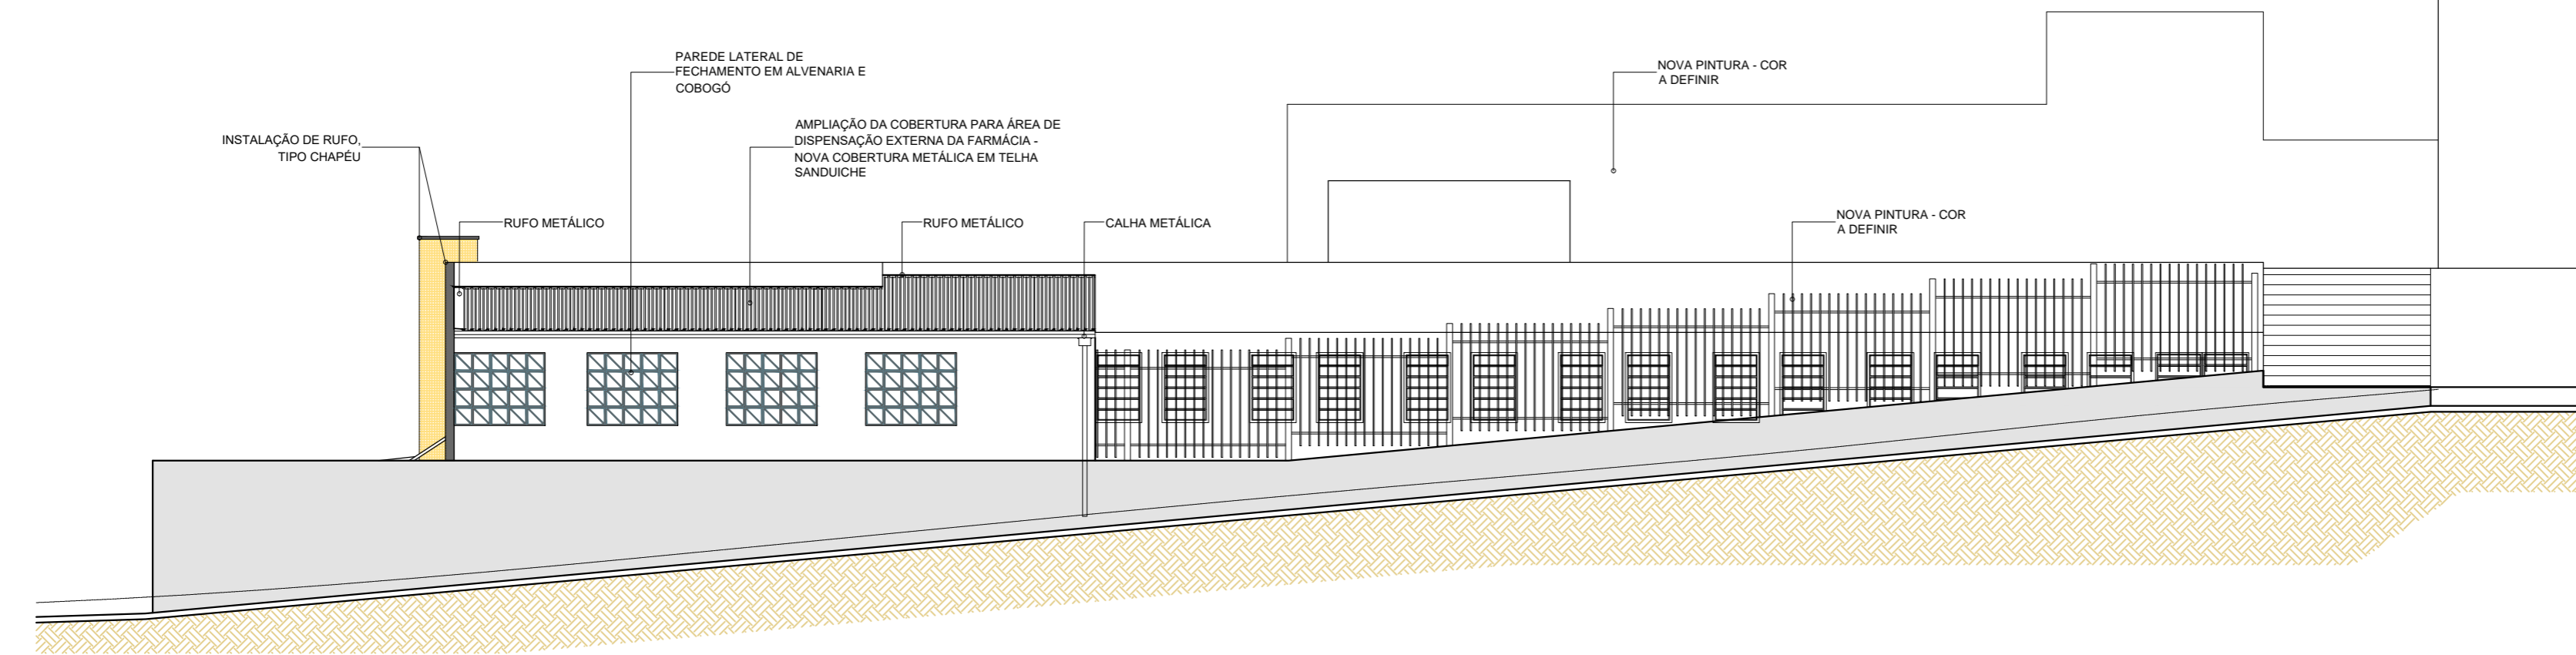 PAREDE LATERAL DE
FECHAMENTO EM ALVENARIA E
COBOGÓ
NOVA PINTURA - COR
A DEFINIR
INSTALAÇÃO DE RUFO,
TIPO CHAPÉU
AMPLIAÇÃO DA COBERTURA PARA ÁREA DE
DISPENSAÇÃO EXTERNA DA FARMÁCIA -
NOVA COBERTURA METÁLICA EM TELHA
SANDUICHE
RUFO METÁLICO
RUFO METÁLICO
CALHA METÁLICA
NOVA PINTURA - COR
A DEFINIR